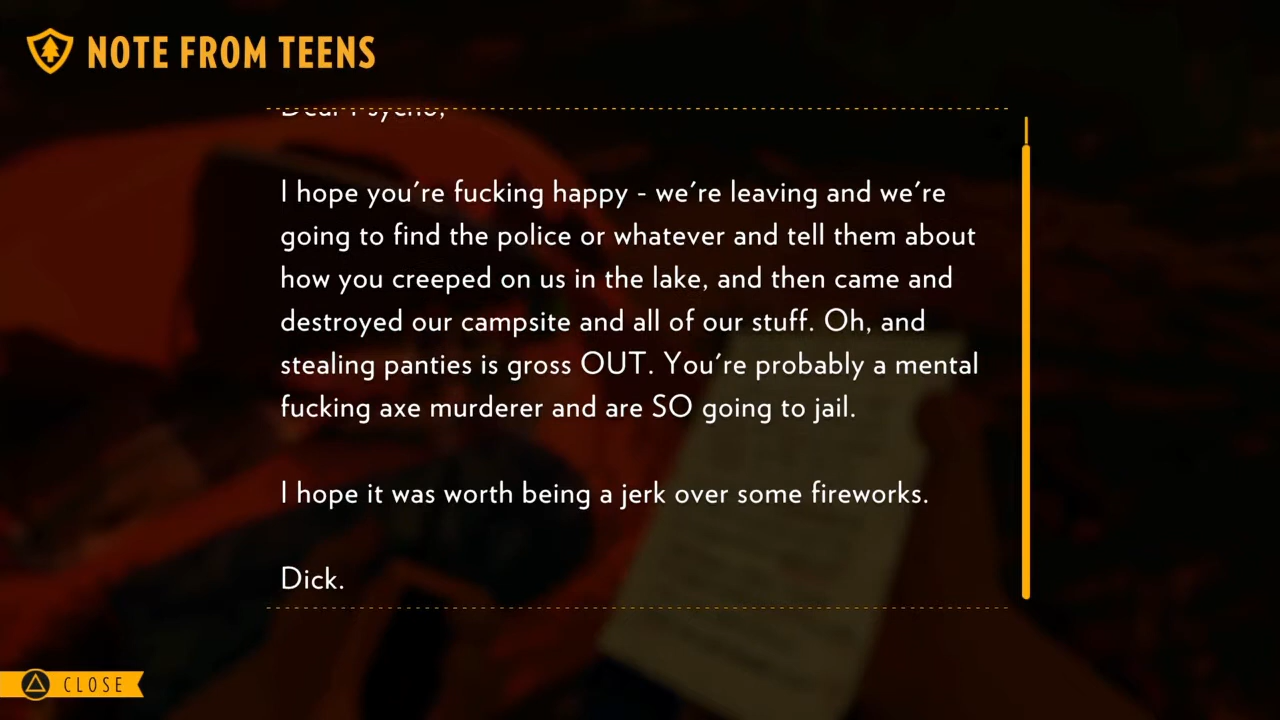 NOTE FROM TEENS
Dear Psycho,
I hope you're fucking happy - we're leaving and we're
going to find the police or whatever and tell them about
how you creeped on us in the lake, and then came and
destroyed our campsite and all of our stuff. Oh, and
stealing panties is gross OUT. You're probably a mental
fucking axe murderer and are SO going to jail.
I hope it was worth being a jerk over some fireworks.
Dick.
CLOSE